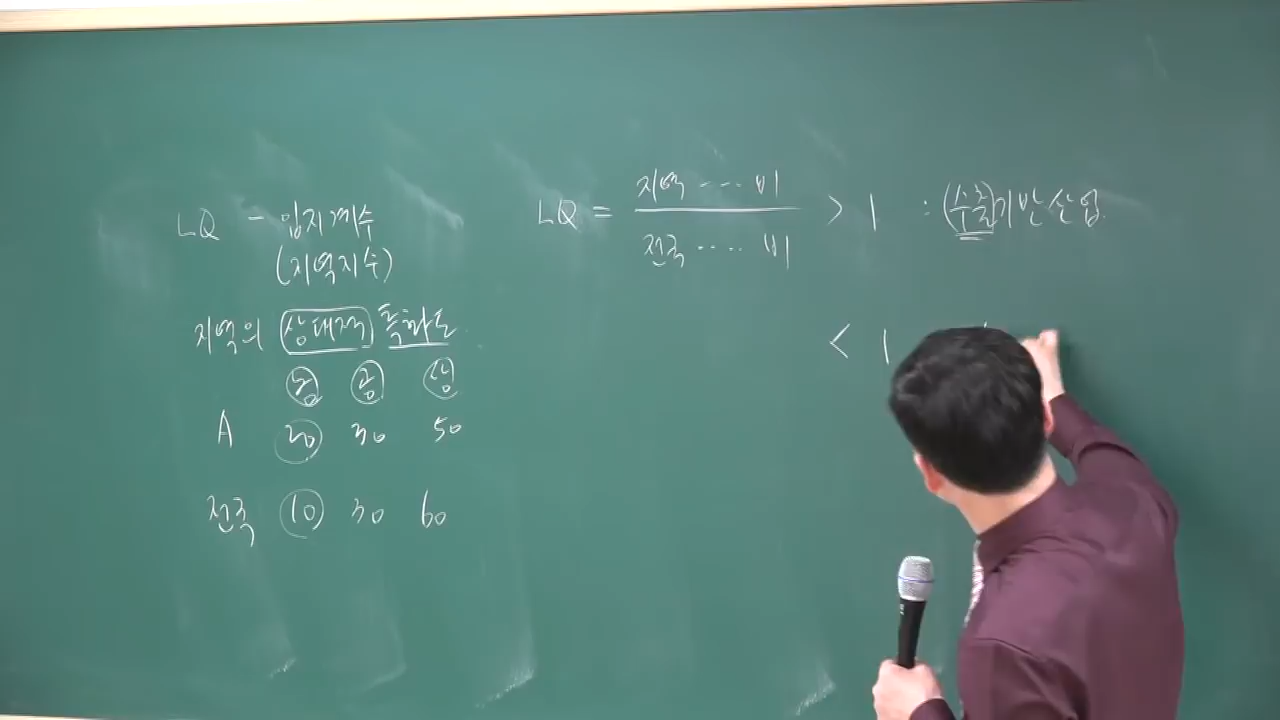 LQ - 입지계수
(지역지수)
지역의 상대적 특화도
농 공 상
A 20 30 50
전국 10 30 60
LQ = 지역 ···· 비 > 1 : (수출)기반산업.
전국 ···· 비
< 1